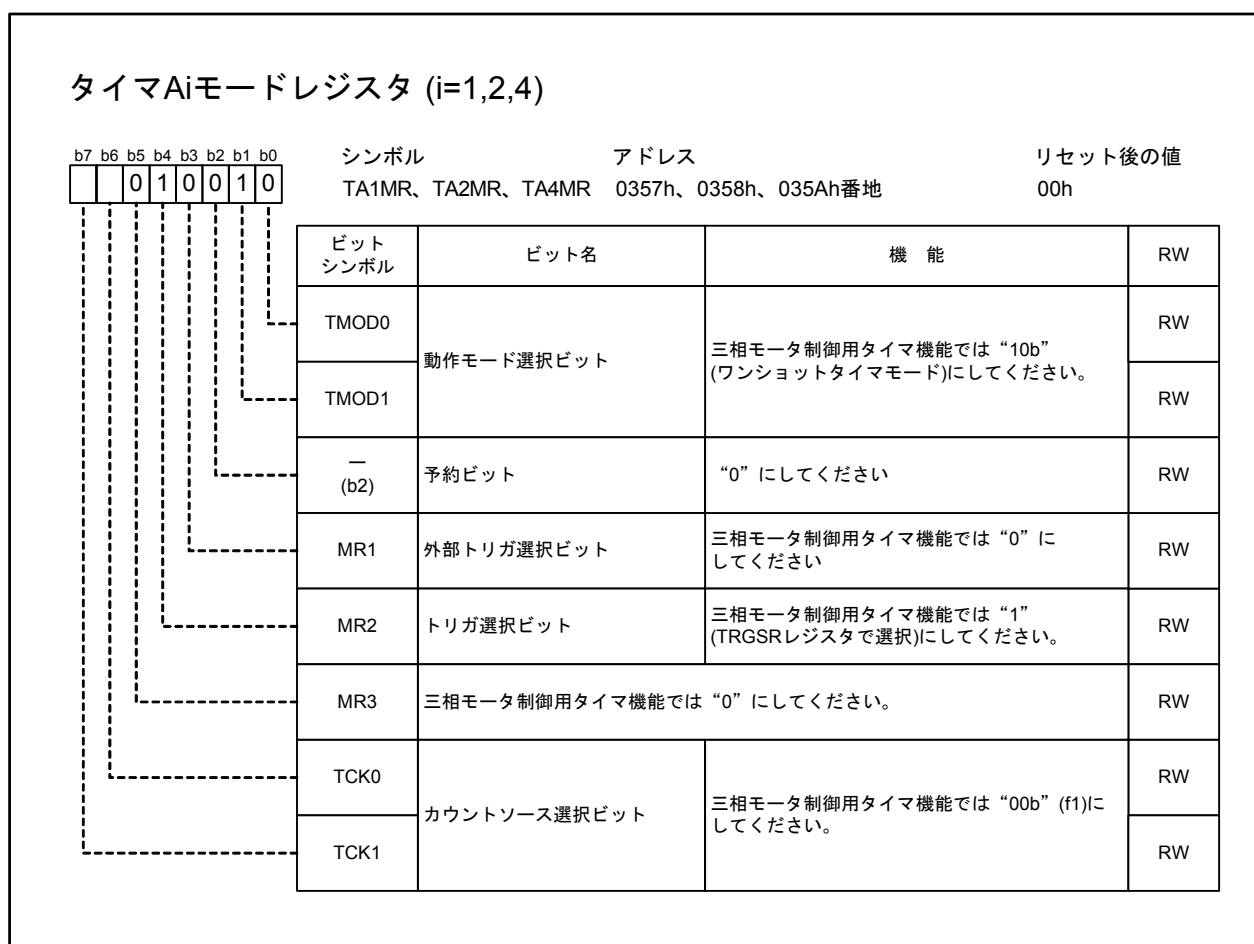 タイマAiモードレジスタ (i=1,2,4)
b7 b6 b5 b4 b3 b2 b1 b0
0 1 0 0 1 0
シンボル アドレス リセット後の値
TA1MR、TA2MR、TA4MR 0357h、0358h、035Ah番地 00h
ビット
シンボル
ビット名
機 能
RW
TMOD0
RW
動作モード選択ビット
三相モータ制御用タイマ機能では“10b”
(ワンショットタイマモード)にしてください。
TMOD1
RW
—
(b2)
予約ビット
“0”にしてください
RW
MR1
外部トリガ選択ビット
三相モータ制御用タイマ機能では“0”に
してください
RW
MR2
トリガ選択ビット
三相モータ制御用タイマ機能では“1”
(TRGSRレジスタで選択)にしてください。
RW
MR3
三相モータ制御用タイマ機能では“0”にしてください。
RW
TCK0
RW
カウントソース選択ビット
三相モータ制御用タイマ機能では“00b”(f1)に
してください。
TCK1
RW